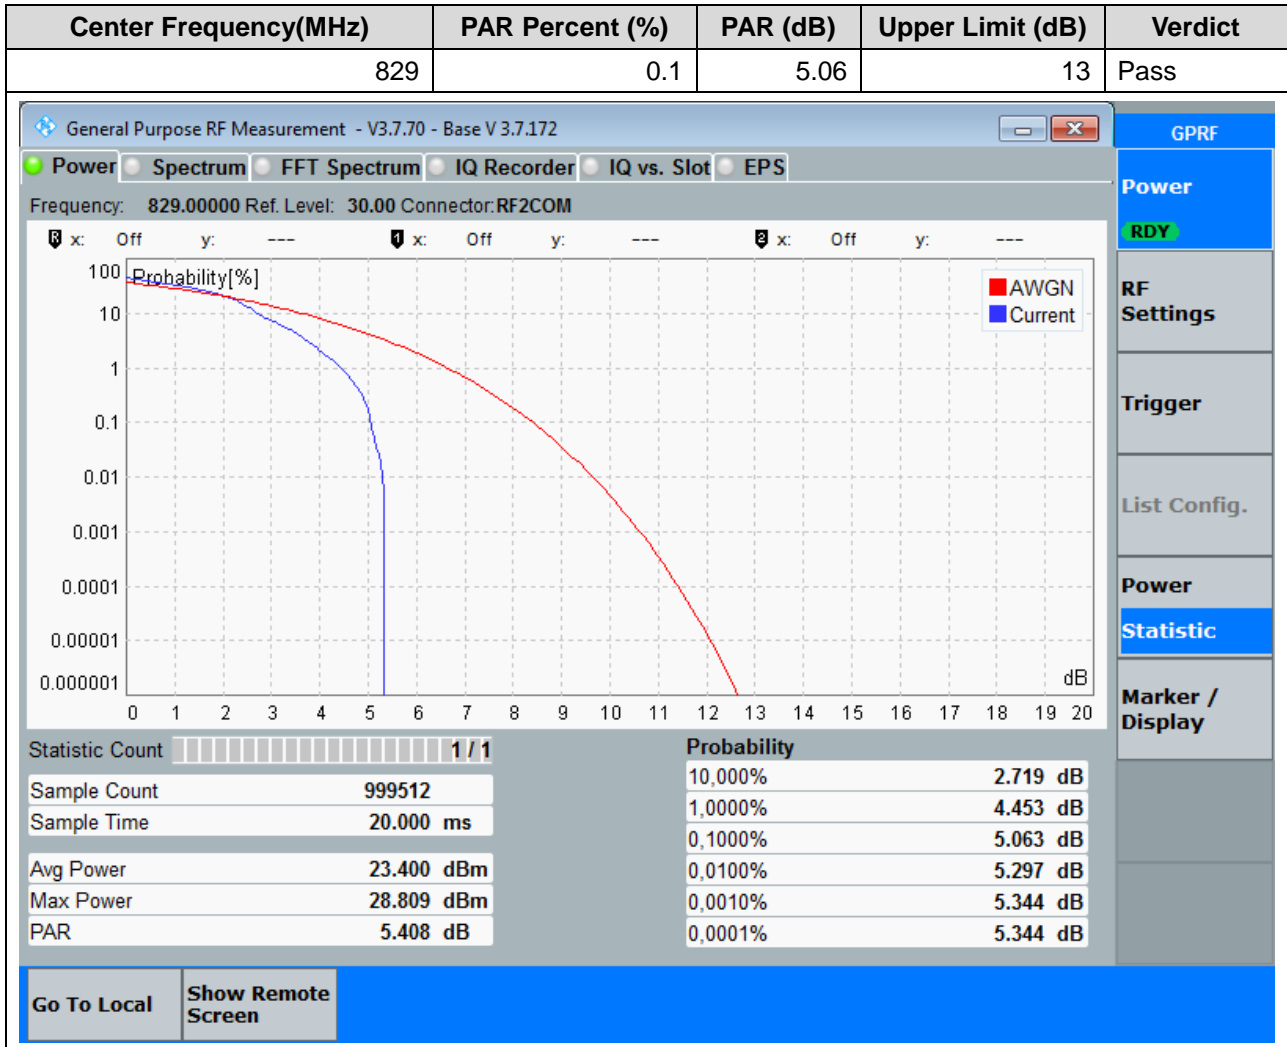 Center Frequency(MHz) PAR Percent (%) PAR (dB) Upper Limit (dB) Verdict
829 0.1 5.06 13 Pass
General Purpose RF Measurement - V3.7.70 - Base V 3.7.172
GPRF
Power Spectrum FFT Spectrum IQ Recorder IQ vs. Slot EPS
Frequency: 829.00000 Ref. Level: 30.00 Connector:RF2COM
R x: Off y: --- 1 x: Off y: --- 2 x: Off y: ---
Probability[%]
AWGN
Current
100
10
1
0.1
0.01
0.001
0.0001
0.00001
0.000001
dB
0 1 2 3 4 5 6 7 8 9 10 11 12 13 14 15 16 17 18 19 20
Statistic Count 1 / 1
Sample Count 999512
Sample Time 20.000 ms
Avg Power 23.400 dBm
Max Power 28.809 dBm
PAR 5.408 dB
Probability
10,000% 2.719 dB
1,0000% 4.453 dB
0,1000% 5.063 dB
0,0100% 5.297 dB
0,0010% 5.344 dB
0,0001% 5.344 dB
Power
RDY
RF
Settings
Trigger
List Config.
Power
Statistic
Marker /
Display
Go To Local
Show Remote
Screen